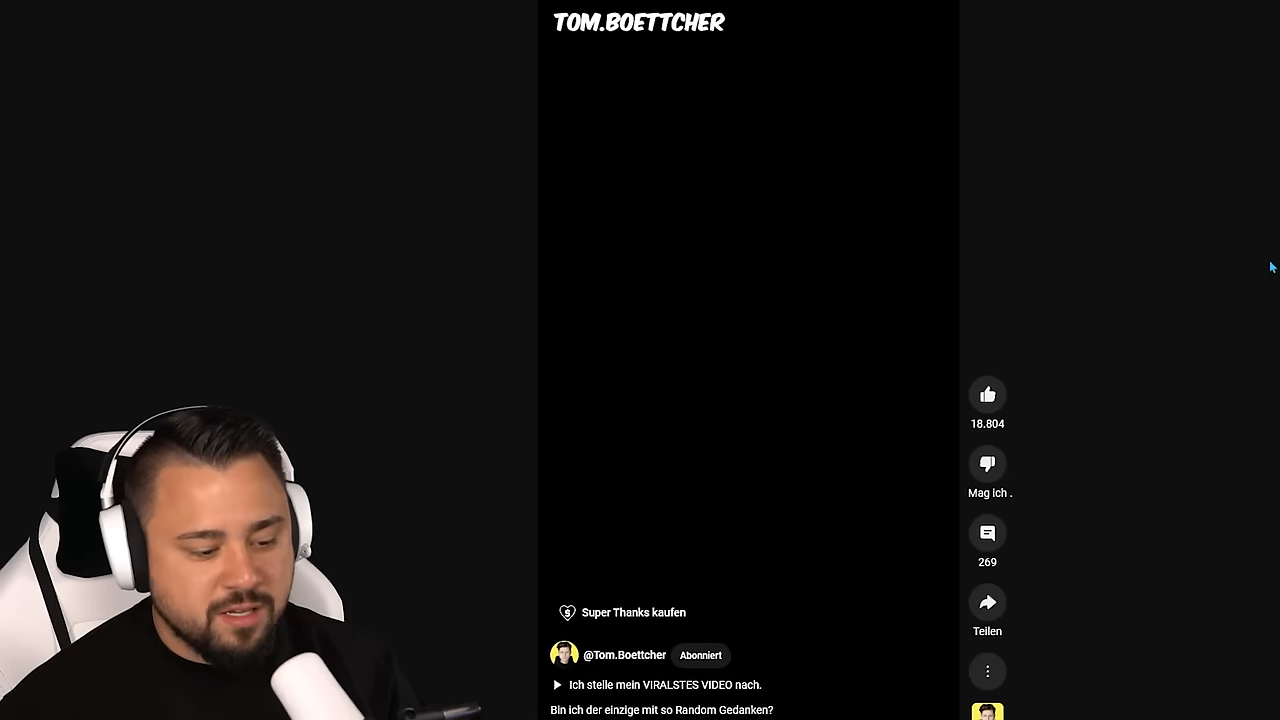 TOM.BOETTCHER
18.804
Mag ich .
269
Super Thanks kaufen
Teilen
@Tom.Boettcher Abonniert
Ich stelle mein VIRALSTES VIDEO nach.
Bin ich der einzige mit so Random Gedanken?